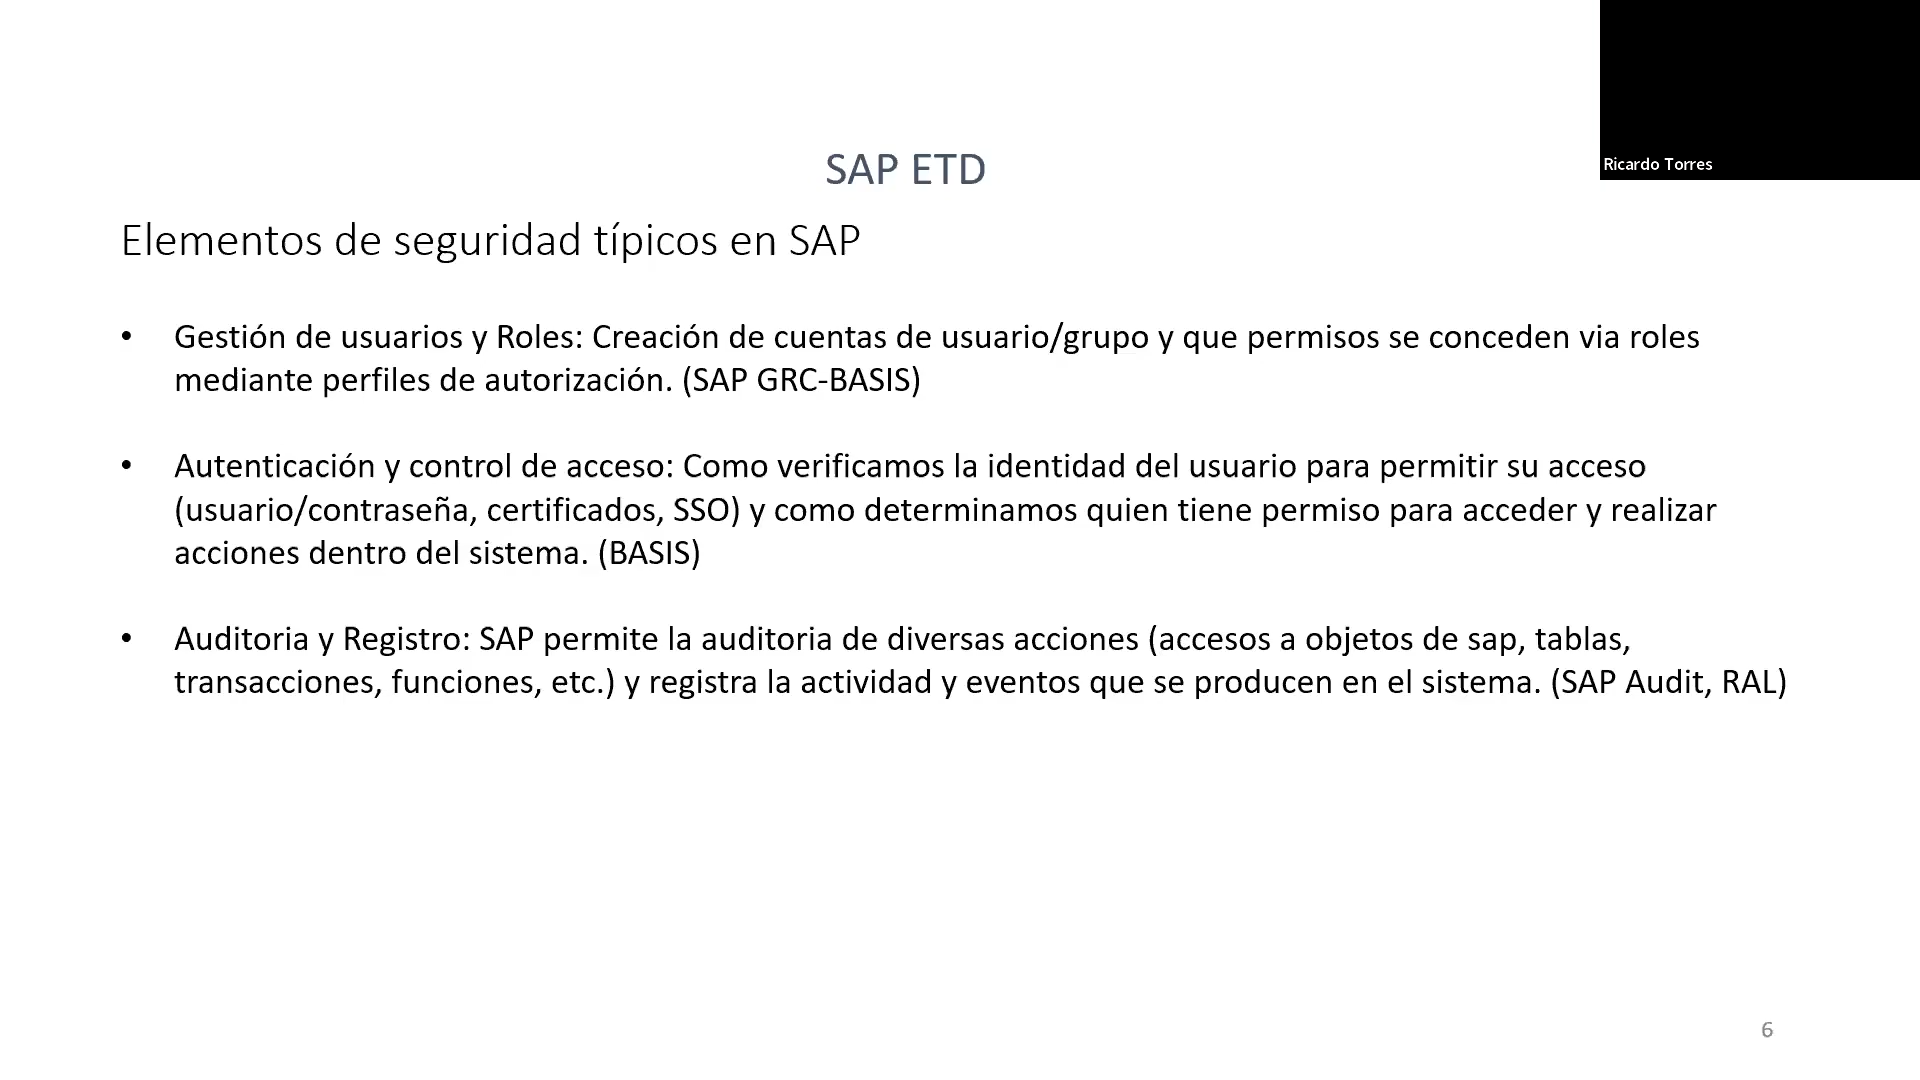 Ricardo Torres
SAP ETD
Elementos de seguridad típicos en SAP
• Gestión de usuarios y Roles: Creación de cuentas de usuario/grupo y que permisos se conceden via roles
mediante perfiles de autorización. (SAP GRC-BASIS)
• Autenticación y control de acceso: Como verificamos la identidad del usuario para permitir su acceso
(usuario/contraseña, certificados, SSO) y como determinamos quien tiene permiso para acceder y realizar
acciones dentro del sistema. (BASIS)
• Auditoria y Registro: SAP permite la auditoria de diversas acciones (accesos a objetos de sap, tablas,
transacciones, funciones, etc.) y registra la actividad y eventos que se producen en el sistema. (SAP Audit, RAL)
6